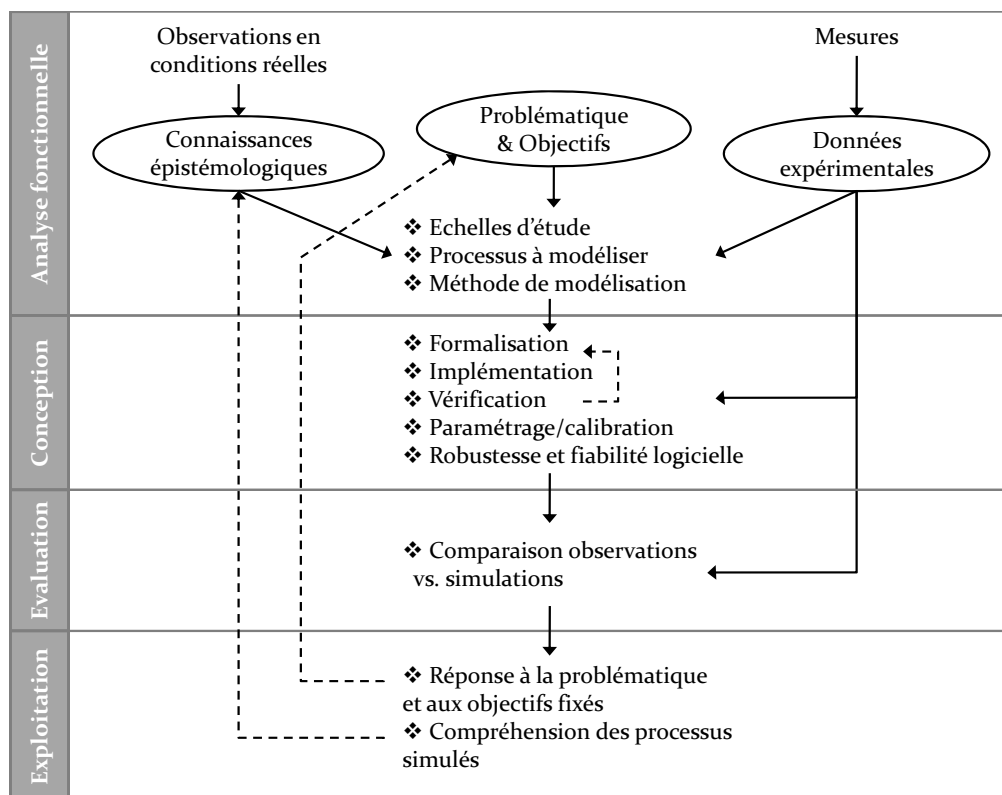 Analyse fonctionnelle
Observations en
conditions réelles
Mesures
Connaissances
épistémologiques
Problématique
& Objectifs
Données
expérimentales
❖ Echelles d'étude
❖ Processus à modéliser
❖ Méthode de modélisation
Conception
❖ Formalisation
❖ Implémentation
❖ Vérification
❖ Paramétrage/calibration
❖ Robustesse et fiabilité logicielle
Evaluation
❖ Comparaison observations
vs. simulations
Exploitation
❖ Réponse à la problématique
et aux objectifs fixés
❖ Compréhension des processus
simulés